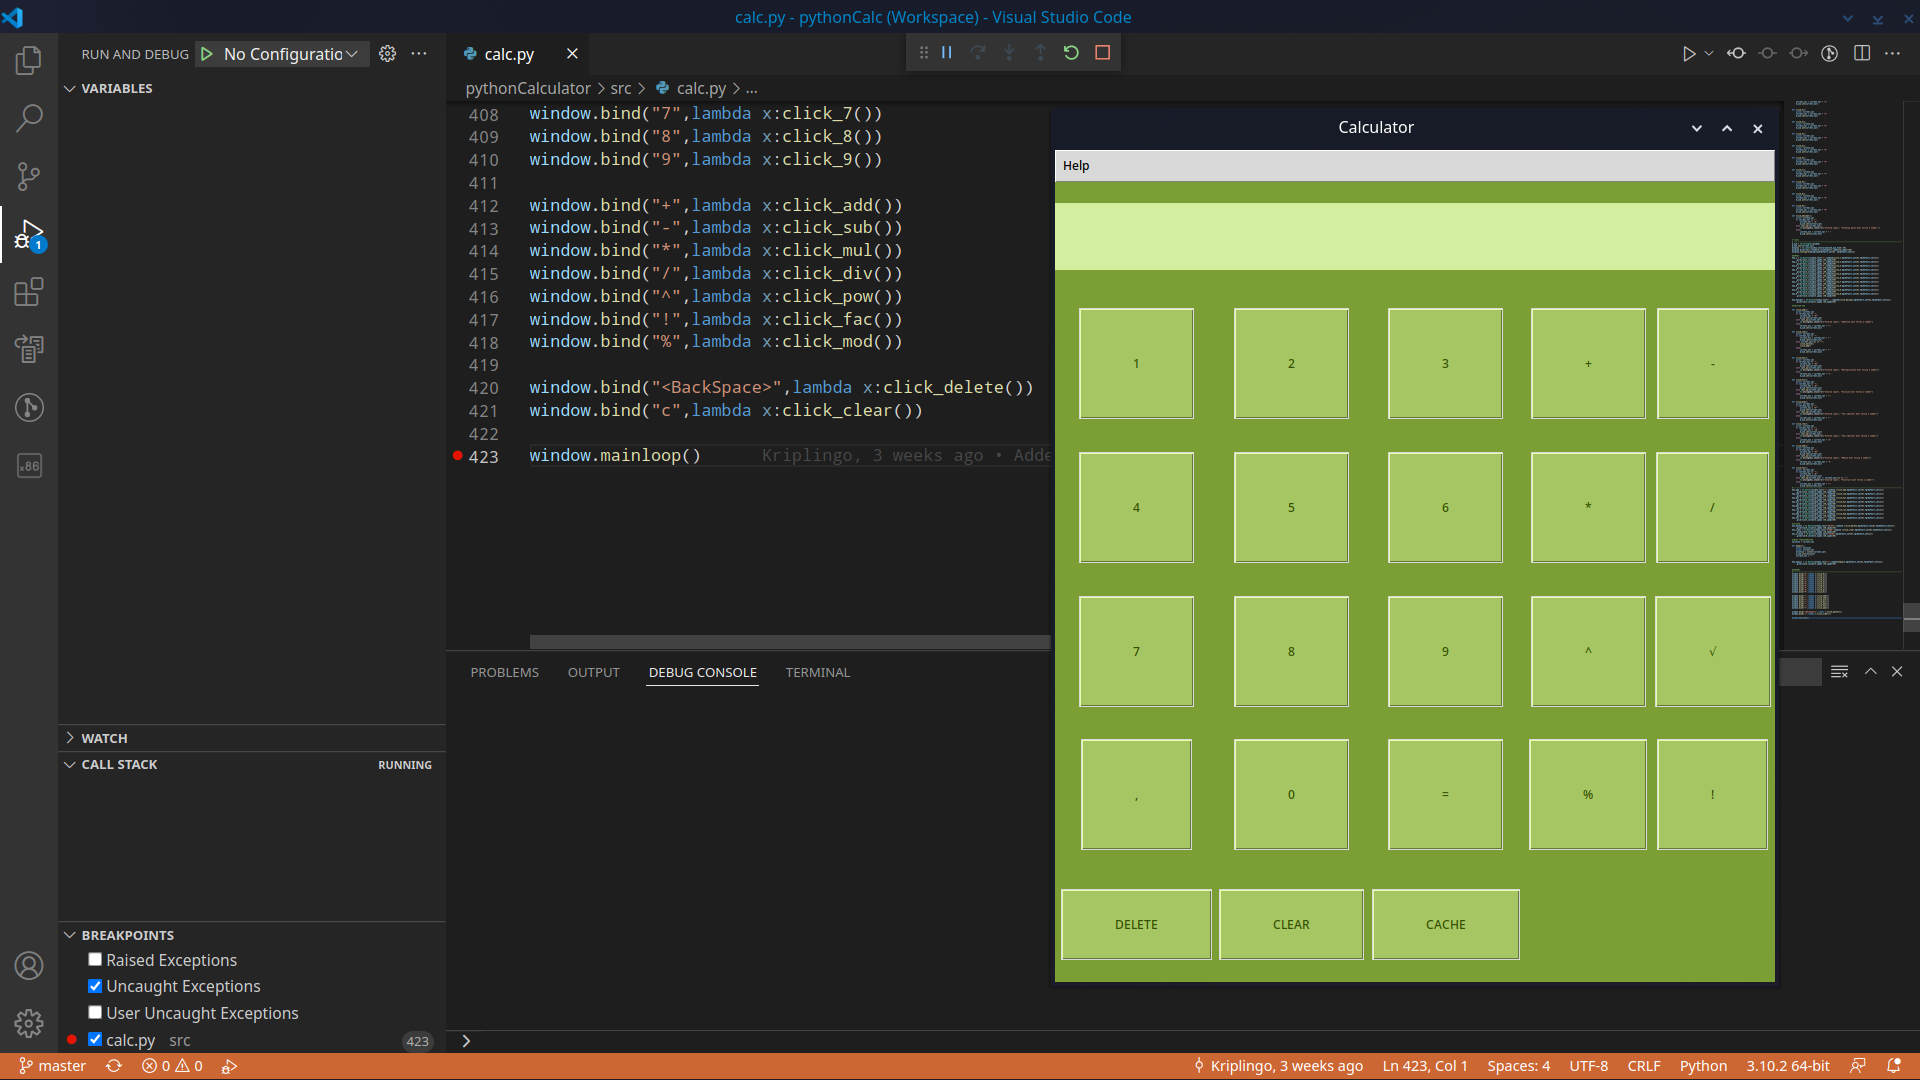 calc.py - pythonCalc (Workspace) - Visual Studio Code
RUN AND DEBUG
No Configuratio
VARIABLES
WATCH
CALL STACK
RUNNING
BREAKPOINTS
Raised Exceptions
Uncaught Exceptions
User Uncaught Exceptions
calc.py src 423
1
x86
calc.py
pythonCalculator > src > calc.py > ...
408 window.bind("7",lambda x:click_7())
409 window.bind("8",lambda x:click_8())
410 window.bind("9",lambda x:click_9())
411
412 window.bind("+",lambda x:click_add())
413 window.bind("-",lambda x:click_sub())
414 window.bind("*",lambda x:click_mul())
415 window.bind("/",lambda x:click_div())
416 window.bind("^",lambda x:click_pow())
417 window.bind("!",lambda x:click_fac())
418 window.bind("%",lambda x:click_mod())
419
420 window.bind("<BackSpace>",lambda x:click_delete())
421 window.bind("c",lambda x:click_clear())
422
423 window.mainloop() Kriplingo, 3 weeks ago • Adde
PROBLEMS OUTPUT DEBUG CONSOLE TERMINAL
Calculator
Help
1 2 3 + -
4 5 6 * /
7 8 9 ^ √
, 0 = % !
DELETE CLEAR CACHE
master 0 0
Kriplingo, 3 weeks ago Ln 423, Col 1 Spaces: 4 UTF-8 CRLF Python 3.10.2 64-bit